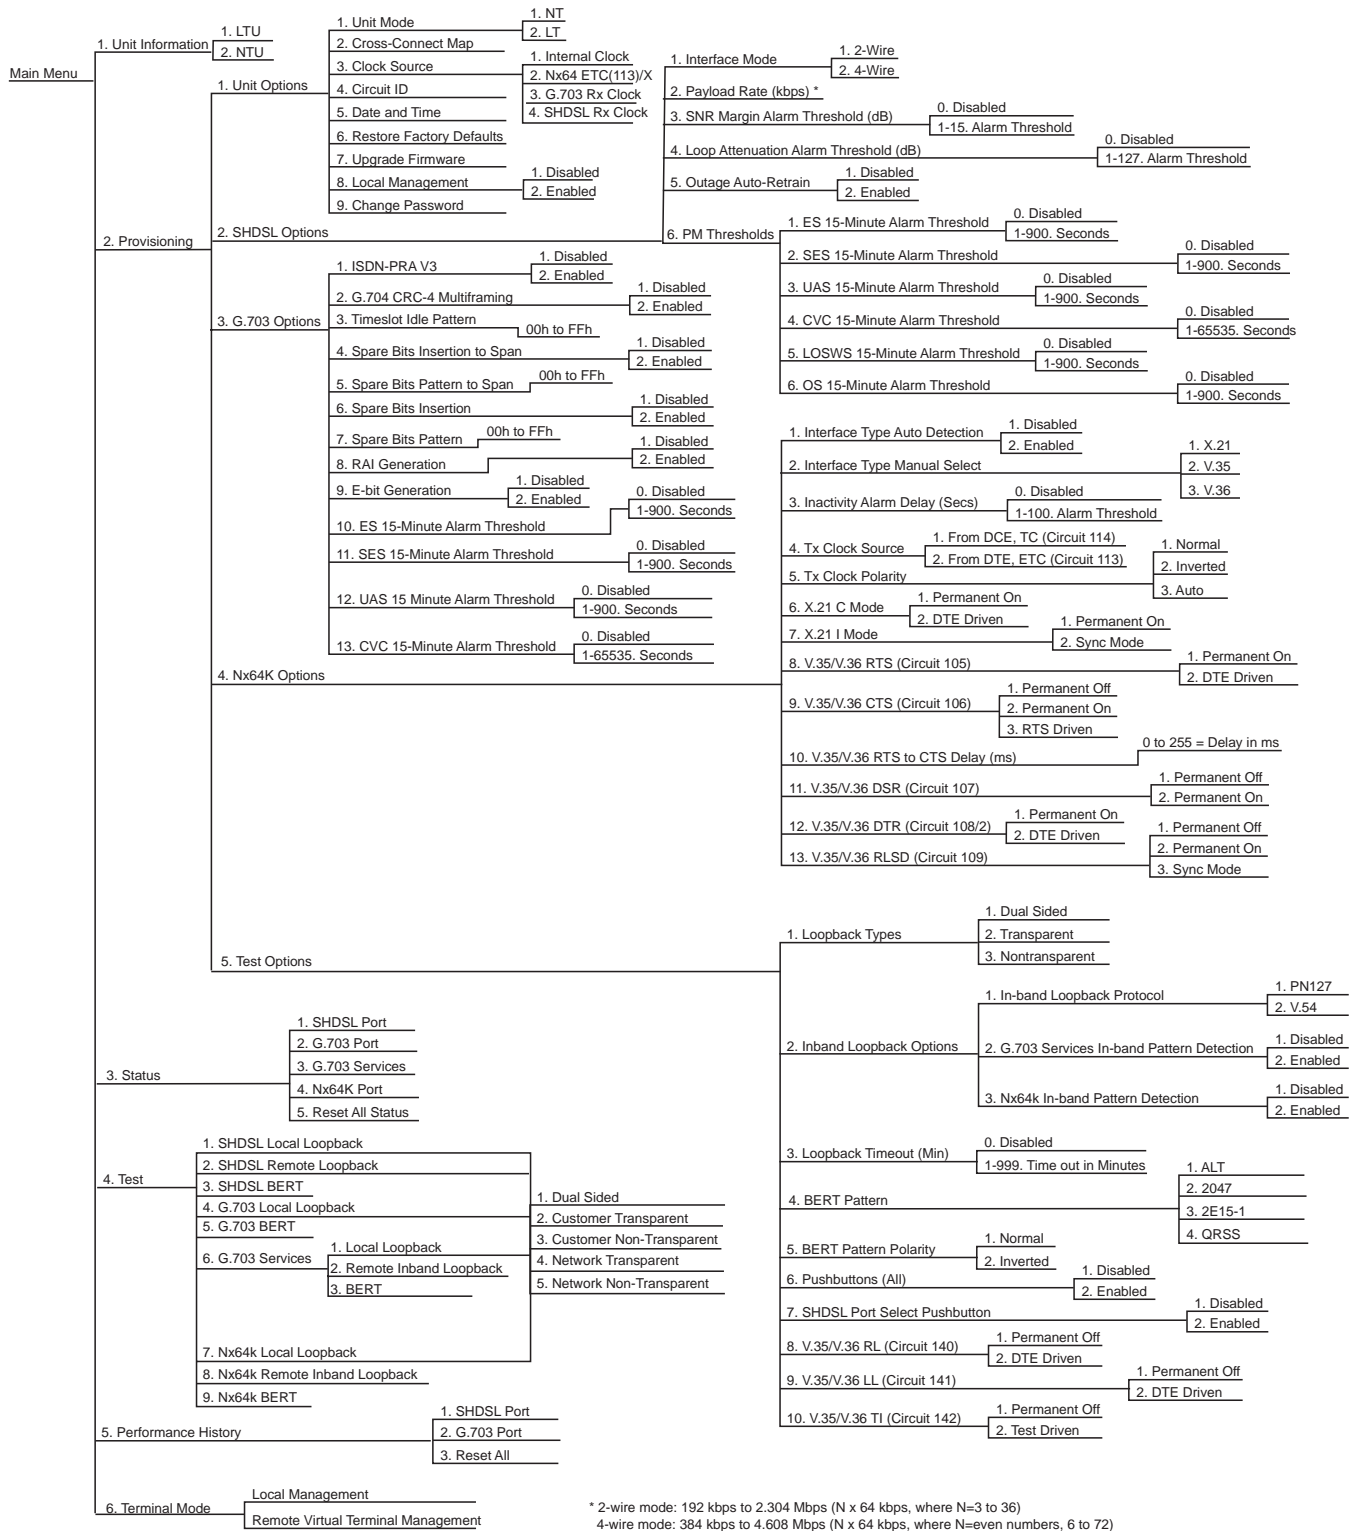 Main Menu
1. Unit Information
1. LTU
2. NTU
2. Provisioning
1. Unit Options
1. Unit Mode
1. NT
2. LT
2. Cross-Connect Map
3. Clock Source
1. Internal Clock
2. Nx64 ETC(113)/X
3. G.703 Rx Clock
4. SHDSL Rx Clock
4. Circuit ID
5. Date and Time
6. Restore Factory Defaults
7. Upgrade Firmware
8. Local Management
1. Disabled
2. Enabled
9. Change Password
2. SHDSL Options
1. Interface Mode
1. 2-Wire
2. 4-Wire
2. Payload Rate (kbps) *
3. SNR Margin Alarm Threshold (dB)
0. Disabled
1-15. Alarm Threshold
4. Loop Attenuation Alarm Threshold (dB)
0. Disabled
1-127. Alarm Threshold
5. Outage Auto-Retrain
1. Disabled
2. Enabled
6. PM Thresholds
1. ES 15-Minute Alarm Threshold
0. Disabled
1-900. Seconds
2. SES 15-Minute Alarm Threshold
0. Disabled
1-900. Seconds
3. UAS 15-Minute Alarm Threshold
0. Disabled
1-900. Seconds
4. CVC 15-Minute Alarm Threshold
0. Disabled
1-65535. Seconds
5. LOSWS 15-Minute Alarm Threshold
0. Disabled
1-900. Seconds
6. OS 15-Minute Alarm Threshold
0. Disabled
1-900. Seconds
3. G.703 Options
1. ISDN-PRA V3
1. Disabled
2. Enabled
2. G.704 CRC-4 Multiframing
1. Disabled
2. Enabled
3. Timeslot Idle Pattern
00h to FFh
4. Spare Bits Insertion to Span
1. Disabled
2. Enabled
5. Spare Bits Pattern to Span
00h to FFh
6. Spare Bits Insertion
1. Disabled
2. Enabled
7. Spare Bits Pattern
00h to FFh
8. RAI Generation
1. Disabled
2. Enabled
9. E-bit Generation
1. Disabled
2. Enabled
10. ES 15-Minute Alarm Threshold
0. Disabled
1-900. Seconds
11. SES 15-Minute Alarm Threshold
0. Disabled
1-900. Seconds
12. UAS 15 Minute Alarm Threshold
0. Disabled
1-900. Seconds
13. CVC 15-Minute Alarm Threshold
0. Disabled
1-65535. Seconds
4. Nx64K Options
1. Interface Type Auto Detection
1. Disabled
2. Enabled
2. Interface Type Manual Select
1. X.21
2. V.35
3. V.36
3. Inactivity Alarm Delay (Secs)
0. Disabled
1-100. Alarm Threshold
4. Tx Clock Source
1. From DCE, TC (Circuit 114)
2. From DTE, ETC (Circuit 113)
5. Tx Clock Polarity
1. Normal
2. Inverted
3. Auto
6. X.21 C Mode
1. Permanent On
2. DTE Driven
7. X.21 I Mode
1. Permanent On
2. Sync Mode
8. V.35/V.36 RTS (Circuit 105)
1. Permanent On
2. DTE Driven
9. V.35/V.36 CTS (Circuit 106)
1. Permanent Off
2. Permanent On
3. RTS Driven
10. V.35/V.36 RTS to CTS Delay (ms)
0 to 255 = Delay in ms
11. V.35/V.36 DSR (Circuit 107)
1. Permanent Off
2. Permanent On
12. V.35/V.36 DTR (Circuit 108/2)
1. Permanent On
2. DTE Driven
13. V.35/V.36 RLSD (Circuit 109)
1. Permanent Off
2. Permanent On
3. Sync Mode
5. Test Options
1. Loopback Types
1. Dual Sided
2. Transparent
3. Nontransparent
2. Inband Loopback Options
1. In-band Loopback Protocol
1. PN127
2. V.54
2. G.703 Services In-band Pattern Detection
1. Disabled
2. Enabled
3. Nx64k In-band Pattern Detection
1. Disabled
2. Enabled
3. Loopback Timeout (Min)
0. Disabled
1-999. Time out in Minutes
4. BERT Pattern
1. ALT
2. 2047
3. 2E15-1
4. QRSS
5. BERT Pattern Polarity
1. Normal
2. Inverted
6. Pushbuttons (All)
1. Disabled
2. Enabled
7. SHDSL Port Select Pushbutton
1. Disabled
2. Enabled
8. V.35/V.36 RL (Circuit 140)
1. Permanent Off
2. DTE Driven
9. V.35/V.36 LL (Circuit 141)
1. Permanent Off
2. DTE Driven
10. V.35/V.36 TI (Circuit 142)
1. Permanent Off
2. Test Driven
3. Status
1. SHDSL Port
2. G.703 Port
3. G.703 Services
4. Nx64K Port
5. Reset All Status
4. Test
1. SHDSL Local Loopback
2. SHDSL Remote Loopback
3. SHDSL BERT
4. G.703 Local Loopback
5. G.703 BERT
6. G.703 Services
1. Local Loopback
2. Remote Inband Loopback
3. BERT
7. Nx64k Local Loopback
8. Nx64k Remote Inband Loopback
9. Nx64k BERT
1. Dual Sided
2. Customer Transparent
3. Customer Non-Transparent
4. Network Transparent
5. Network Non-Transparent
5. Performance History
1. SHDSL Port
2. G.703 Port
3. Reset All
6. Terminal Mode
Local Management
Remote Virtual Terminal Management
* 2-wire mode: 192 kbps to 2.304 Mbps (N x 64 kbps, where N=3 to 36)
4-wire mode: 384 kbps to 4.608 Mbps (N x 64 kbps, where N=even numbers, 6 to 72)